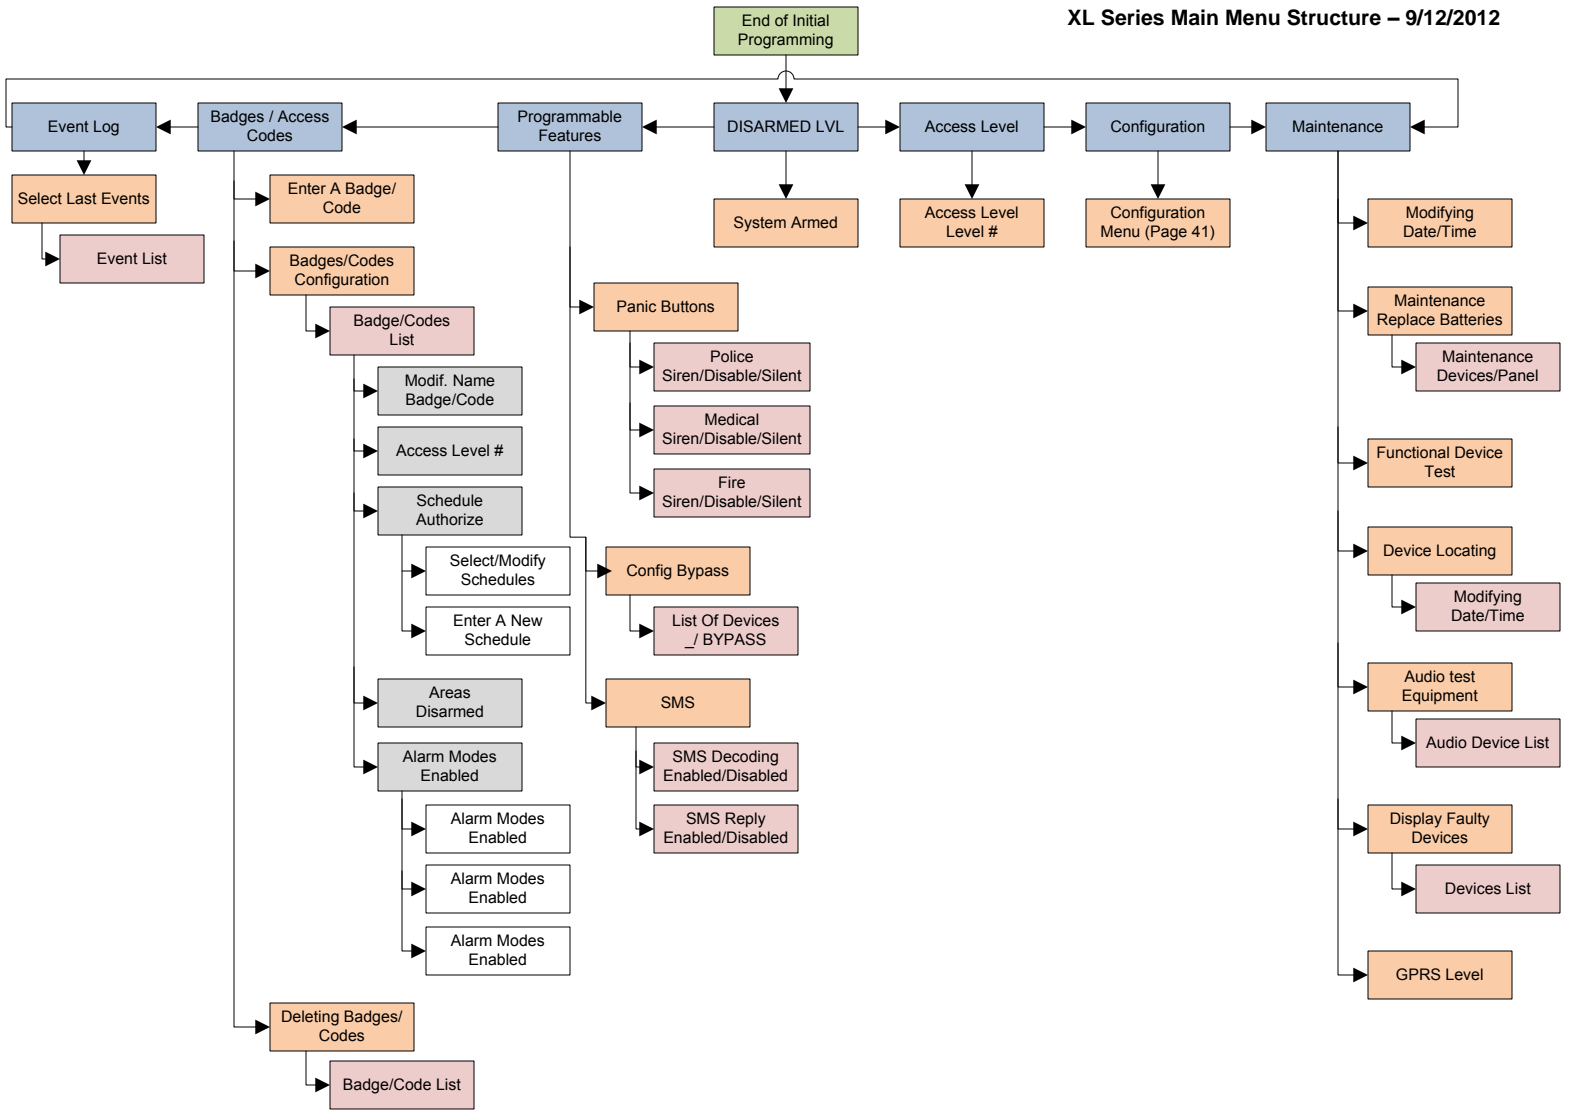 XL Series Main Menu Structure – 9/12/2012
End of Initial
Programming
Event Log
Badges / Access
Codes
Programmable
Features
DISARMED LVL
Access Level
Configuration
Maintenance
Select Last Events
Event List
Enter A Badge/
Code
Badges/Codes
Configuration
Badge/Codes
List
Modif. Name
Badge/Code
Access Level #
Schedule
Authorize
Select/Modify
Schedules
Enter A New
Schedule
Areas
Disarmed
Alarm Modes
Enabled
Alarm Modes
Enabled
Alarm Modes
Enabled
Alarm Modes
Enabled
Deleting Badges/
Codes
Badge/Code List
Panic Buttons
Police
Siren/Disable/Silent
Medical
Siren/Disable/Silent
Fire
Siren/Disable/Silent
Config Bypass
List Of Devices
_/ BYPASS
SMS
SMS Decoding
Enabled/Disabled
SMS Reply
Enabled/Disabled
System Armed
Access Level
Level #
Configuration
Menu (Page 41)
Modifying
Date/Time
Maintenance
Replace Batteries
Maintenance
Devices/Panel
Functional Device
Test
Device Locating
Modifying
Date/Time
Audio test
Equipment
Audio Device List
Display Faulty
Devices
Devices List
GPRS Level